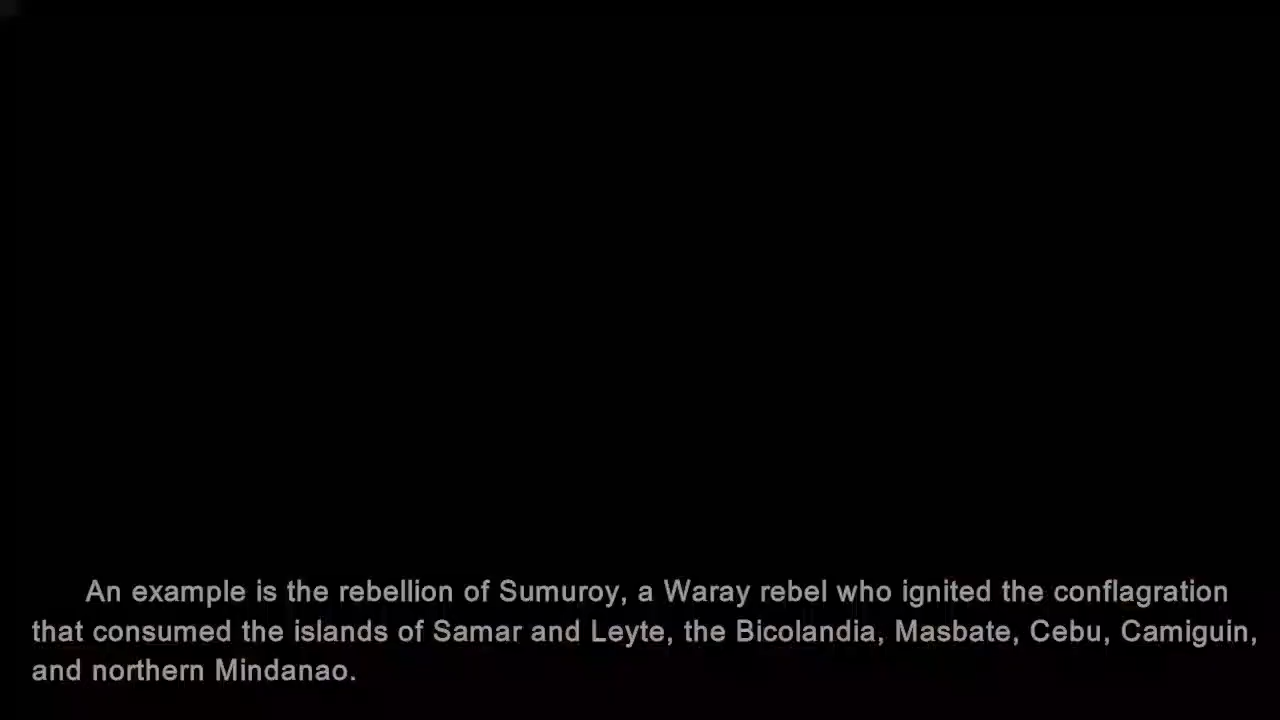 An example is the rebellion of Sumuroy, a Waray rebel who ignited the conflagration
that consumed the islands of Samar and Leyte, the Bicolandia, Masbate, Cebu, Camiguin,
and northern Mindanao.